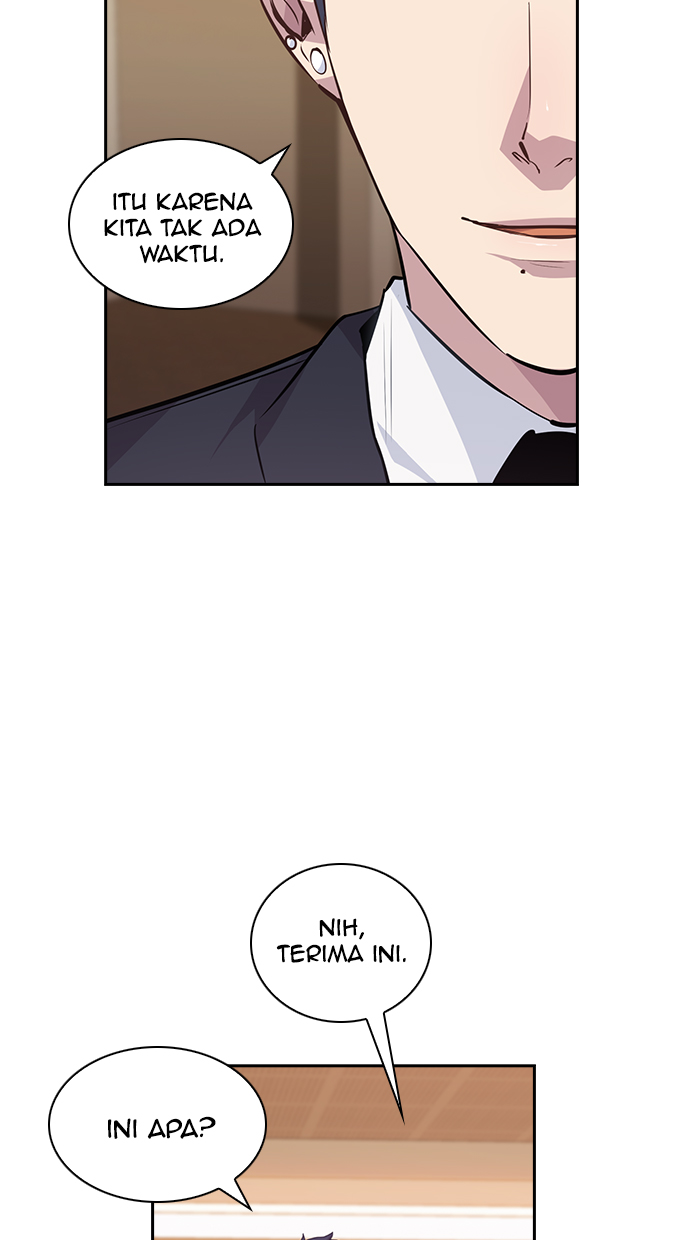 ITU KARENA
KITA TAK ADA
WAKTU.
NIH,
TERIMA INI.
INI APA?